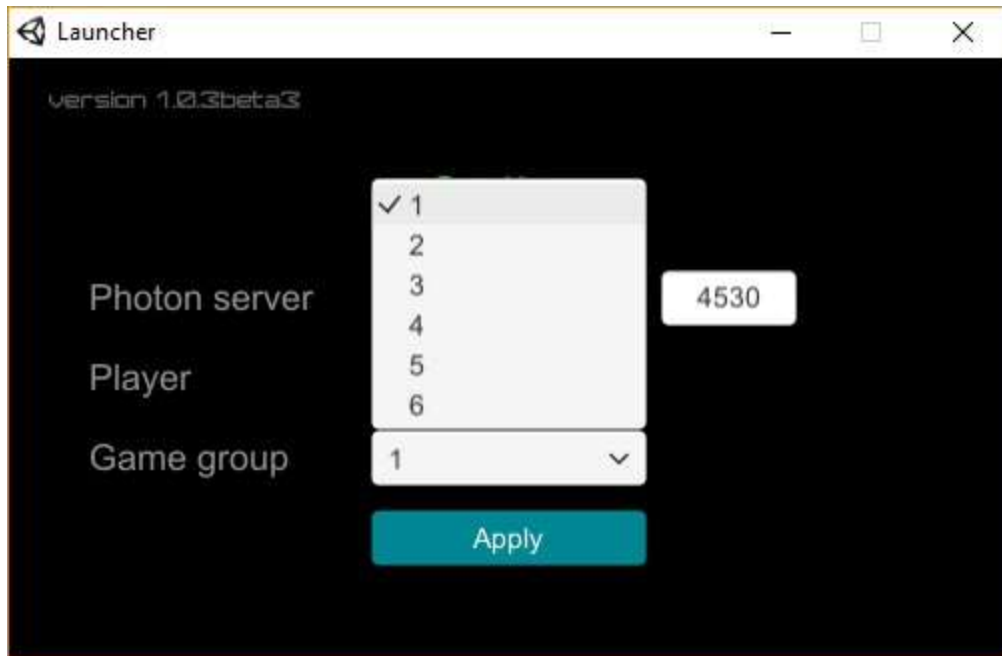 Launcher
version 1.0.3beta3
1
2
3
Photon server
4530
4
Player
5
6
Game group
1
Apply